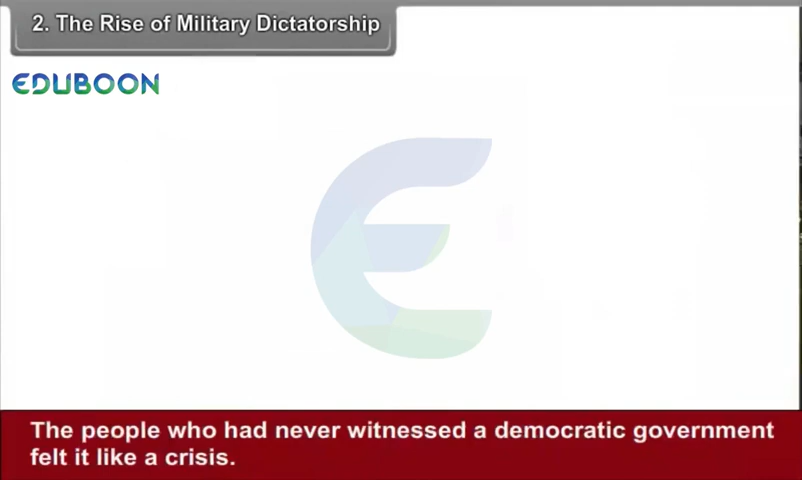 2. The Rise of Military Dictatorship
EDUBOON
The people who had never witnessed a democratic government
felt it like a crisis.